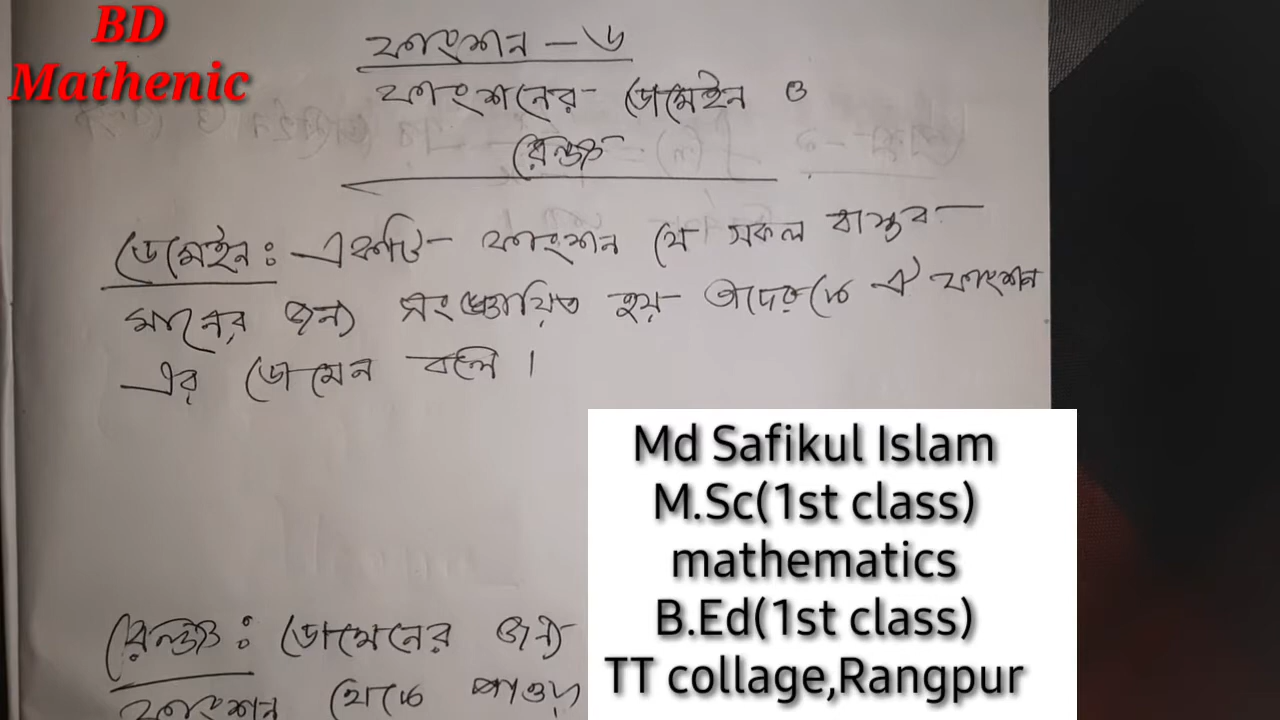 BD
Mathenic
ফাংশন – ৬
ফাংশনের ডোমেইন ও
রেন্জ
ডোমেইন : একটি ফাংশন যে সকল বাস্তব
মানের জন্য সংজ্ঞায়িত হয় তাদেরকে ঐ ফাংশন
এর ডোমেন বলে ।
রেন্জ : ডোমেনের জন্য
ফাংশন থেকে পাওয়
Md Safikul Islam
M.Sc(1st class)
mathematics
B.Ed(1st class)
TT collage,Rangpur